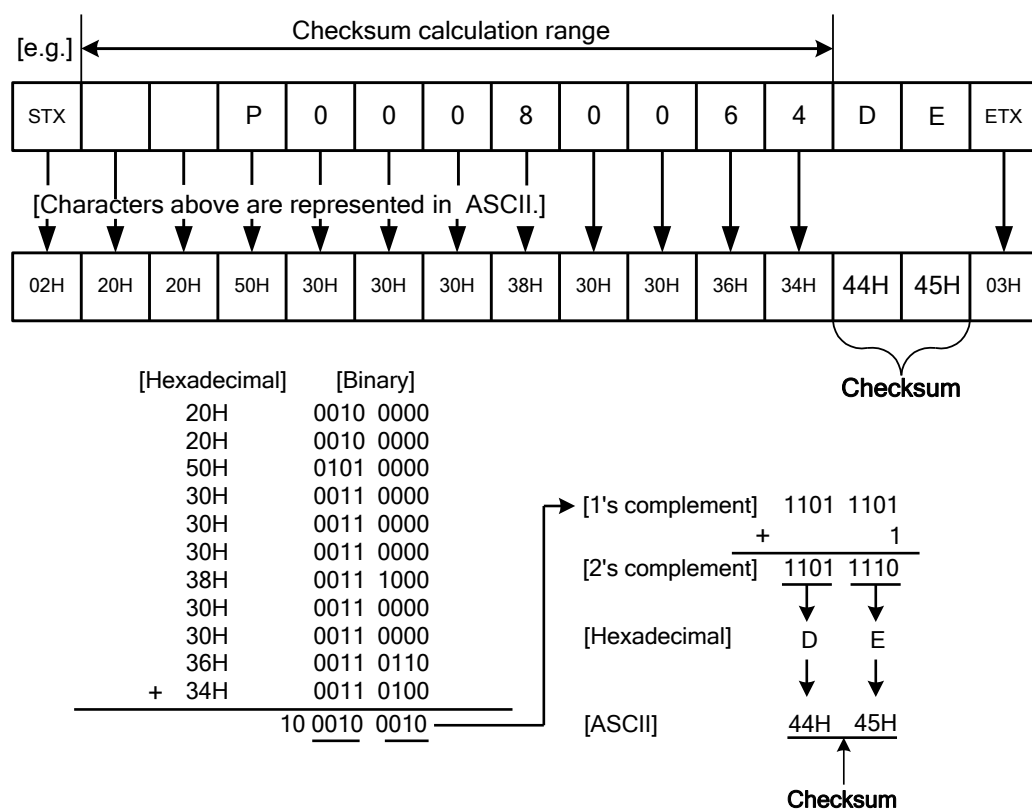 Checksum calculation range
[e.g.]
STX P 0 0 0 8 0 0 6 4 D E ETX
[Characters above are represented in ASCII.]
02H 20H 20H 50H 30H 30H 30H 38H 30H 30H 36H 34H 44H 45H 03H
Checksum
[Hexadecimal] [Binary]
20H 0010 0000
20H 0010 0000
50H 0101 0000
30H 0011 0000
30H 0011 0000
30H 0011 0000
38H 0011 1000
30H 0011 0000
30H 0011 0000
36H 0011 0110
+ 34H 0011 0100
10 0010 0010
[1's complement] 1101 1101
+ 1
[2's complement] 1101 1110
[Hexadecimal] D E
[ASCII] 44H 45H
Checksum